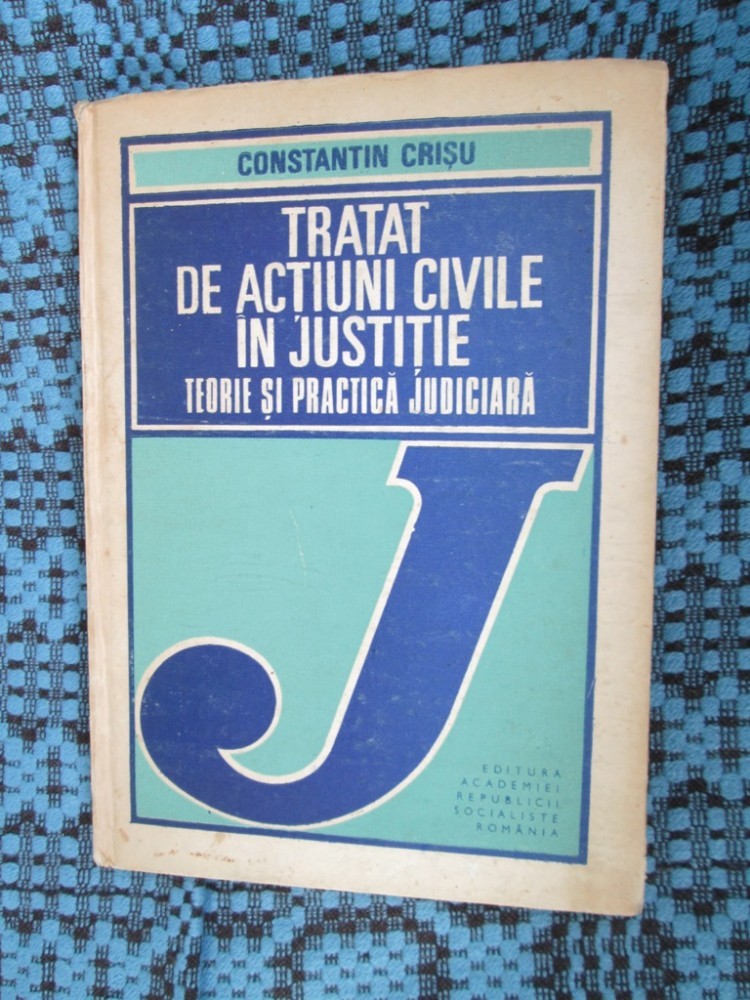 CONSTANTIN CRIȘU
TRATAT
DE ACȚIUNI CIVILE
ÎN JUSTIȚIE
TEORIE ȘI PRACTICĂ JUDICIARĂ
J
EDITURA
ACADEMIEI
REPUBLICII
SOCIALISTE
ROMÂNIA